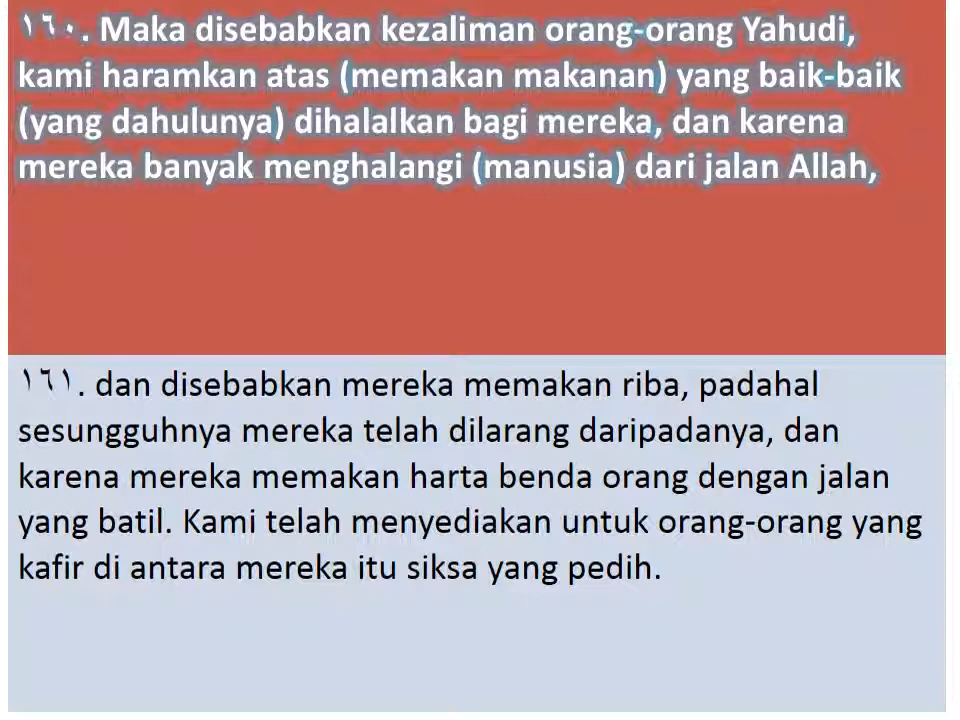 ١٦٠. Maka disebabkan kezaliman orang-orang Yahudi,
kami haramkan atas (memakan makanan) yang baik-baik
(yang dahulunya) dihalalkan bagi mereka, dan karena
mereka banyak menghalangi (manusia) dari jalan Allah,
١٦١. dan disebabkan mereka memakan riba, padahal
sesungguhnya mereka telah dilarang daripadanya, dan
karena mereka memakan harta benda orang dengan jalan
yang batil. Kami telah menyediakan untuk orang-orang yang
kafir di antara mereka itu siksa yang pedih.